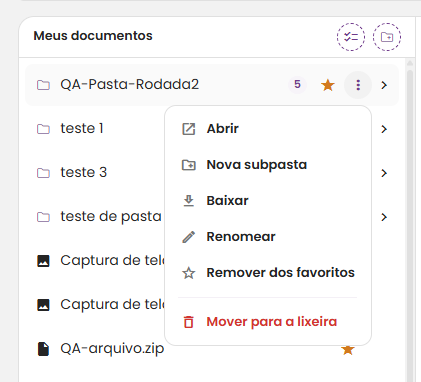 Meus documentos
QA-Pasta-Rodada2 5
teste 1
Abrir
Nova subpasta
teste 3
Baixar
teste de pasta
Renomear
Captura de tel
Remover dos favoritos
Captura de tel
Mover para a lixeira
QA-arquivo.zip